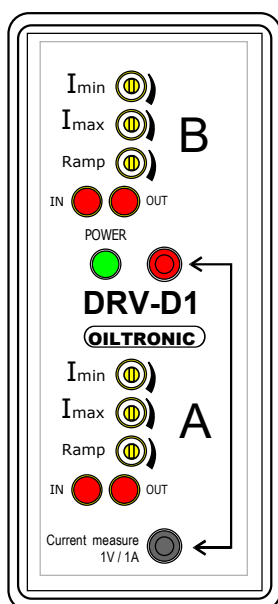 Imin
Imax
B
Ramp
IN OUT
POWER
DRV-D1
OILTRONIC
Imin
Imax
A
Ramp
IN OUT
Current measure
1V / 1A